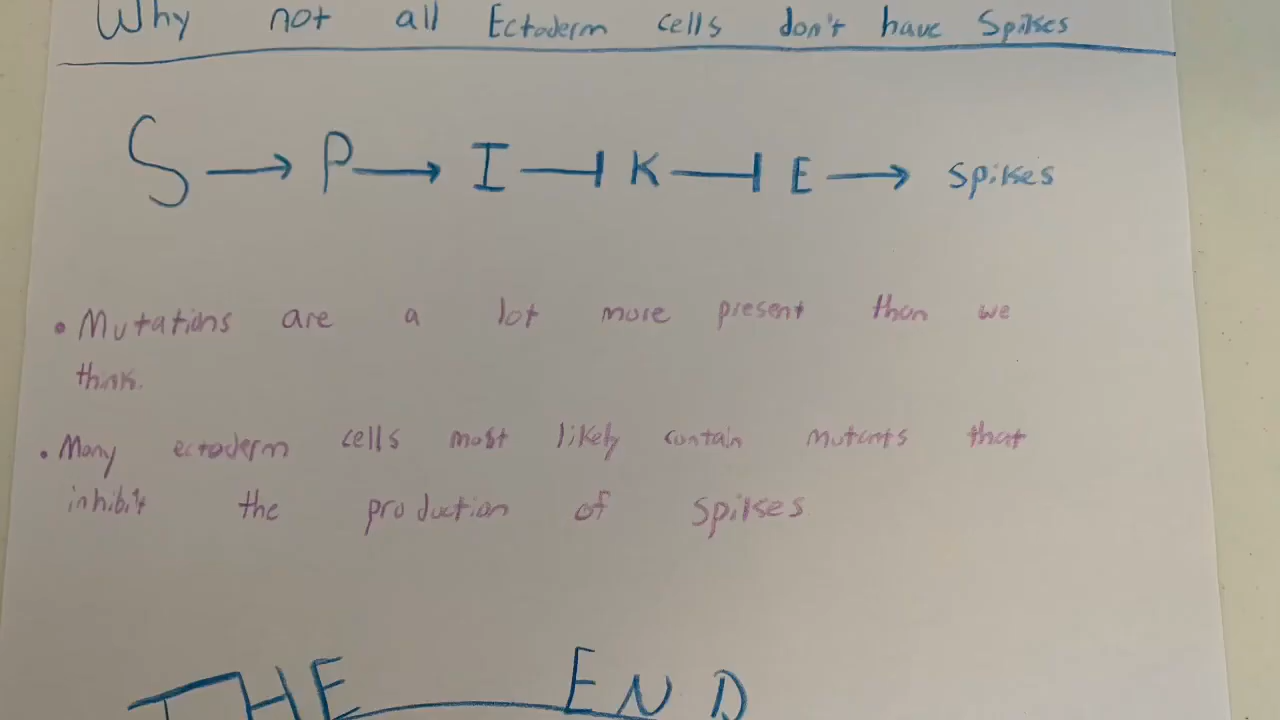 Why not all Ectoderm cells don't have Spikes
S → P → I ⊣ K ⊣ E → Spikes
• Mutations are a lot more present than we
think.
• Many ectoderm cells most likely contain mutants that
inhibit the production of Spikes
THE END